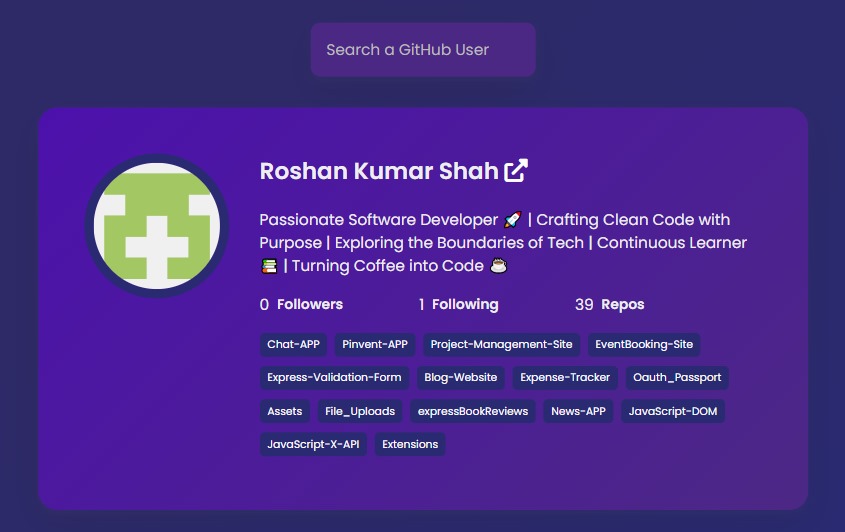 Search a GitHub User
Roshan Kumar Shah
Passionate Software Developer 🚀 | Crafting Clean Code with
Purpose | Exploring the Boundaries of Tech | Continuous Learner
📚 | Turning Coffee into Code ☕
0 Followers 1 Following 39 Repos
Chat-APP Pinvent-APP Project-Management-Site EventBooking-Site
Express-Validation-Form Blog-Website Expense-Tracker Oauth_Passport
Assets File_Uploads expressBookReviews News-APP JavaScript-DOM
JavaScript-X-API Extensions